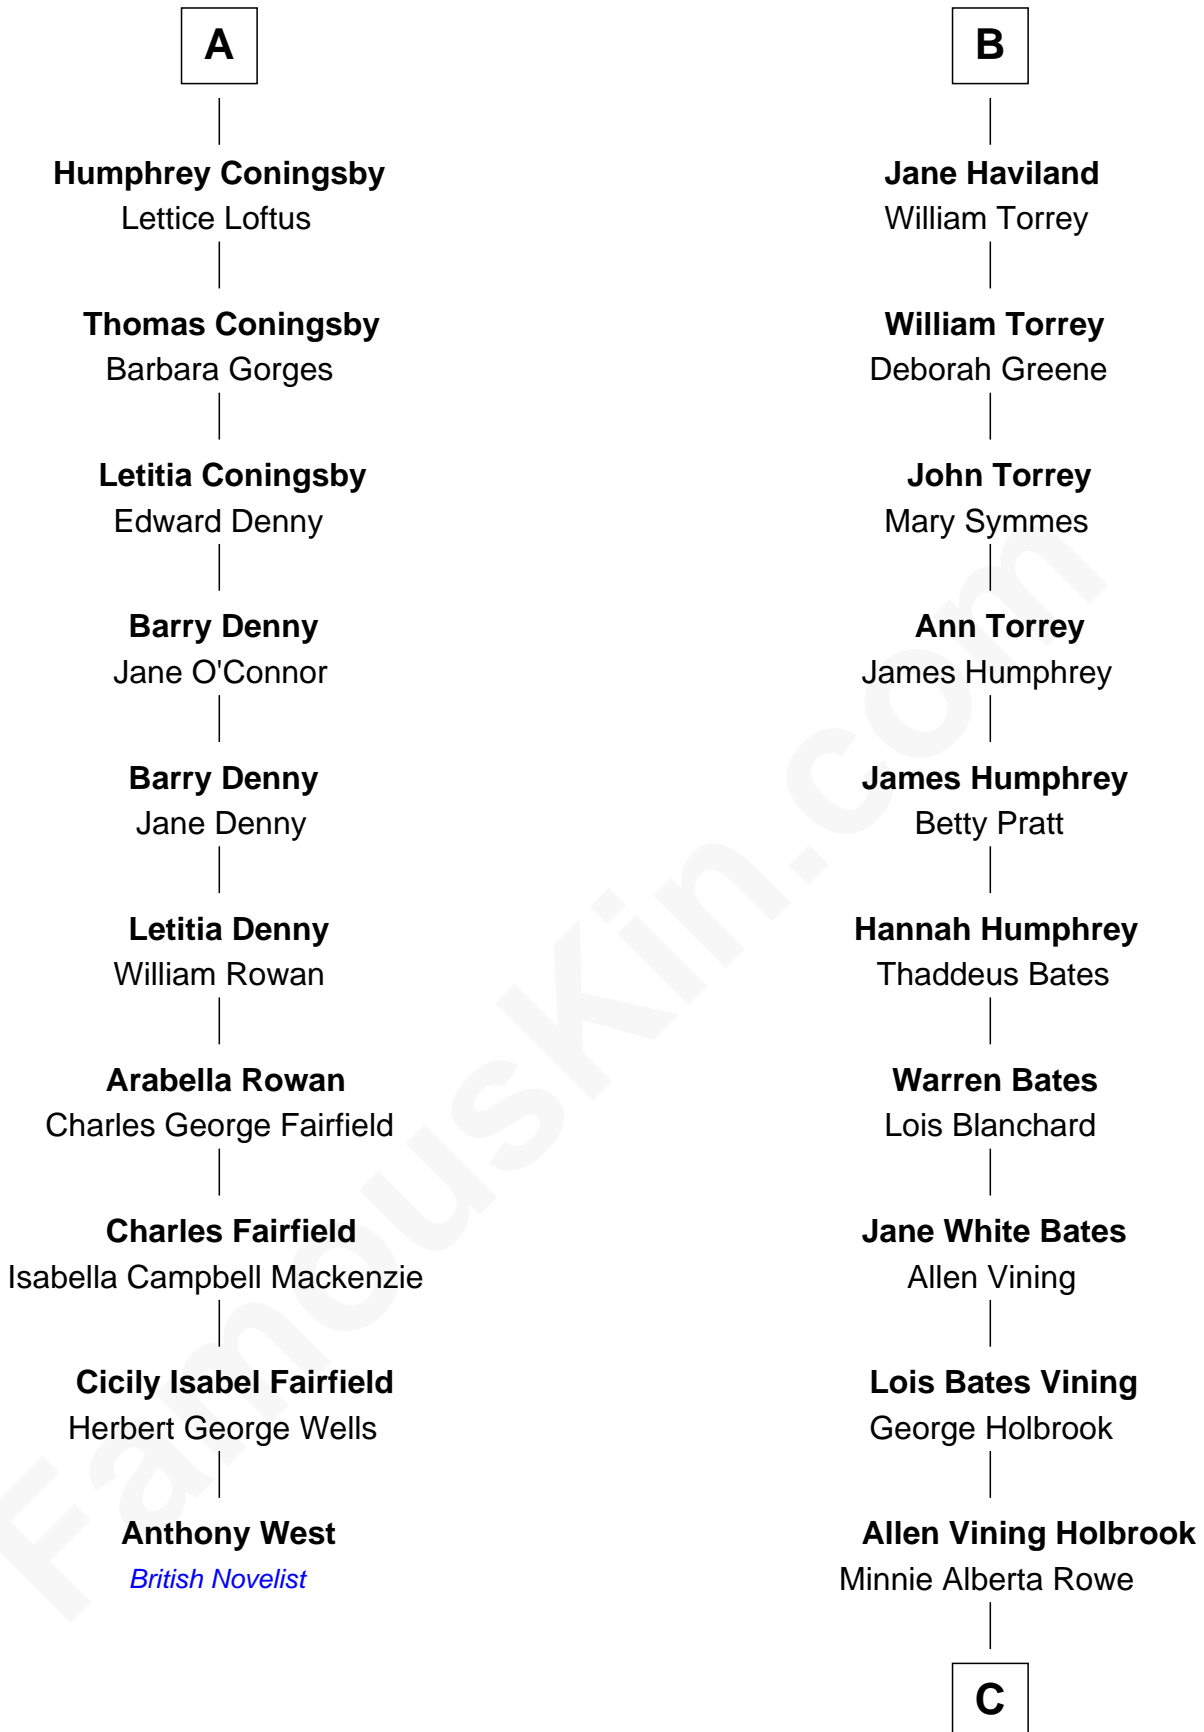 A
Humphrey Coningsby
Lettice Loftus
Thomas Coningsby
Barbara Gorges
Letitia Coningsby
Edward Denny
Barry Denny
Jane O'Connor
Barry Denny
Jane Denny
Letitia Denny
William Rowan
Arabella Rowan
Charles George Fairfield
Charles Fairfield
Isabella Campbell Mackenzie
Cicily Isabel Fairfield
Herbert George Wells
Anthony West
British Novelist
B
Jane Haviland
William Torrey
William Torrey
Deborah Greene
John Torrey
Mary Symmes
Ann Torrey
James Humphrey
James Humphrey
Betty Pratt
Hannah Humphrey
Thaddeus Bates
Warren Bates
Lois Blanchard
Jane White Bates
Allen Vining
Lois Bates Vining
George Holbrook
Allen Vining Holbrook
Minnie Alberta Rowe
C
FamousKin.com